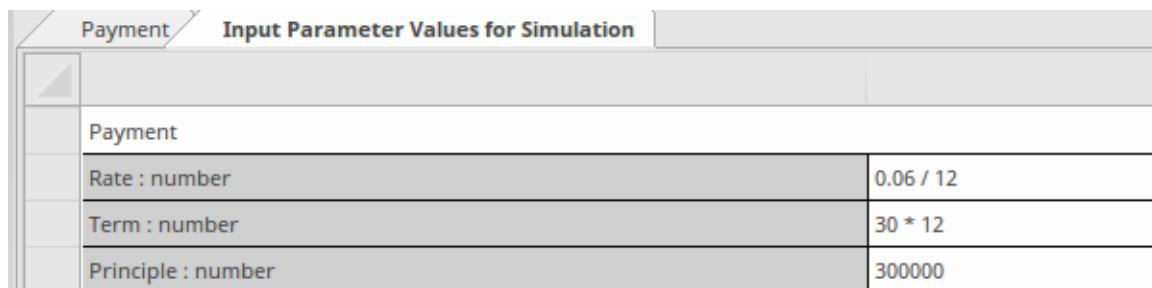 Payment Input Parameter Values for Simulation
Payment
Rate : number 0.06 / 12
Term : number 30 * 12
Principle : number 300000